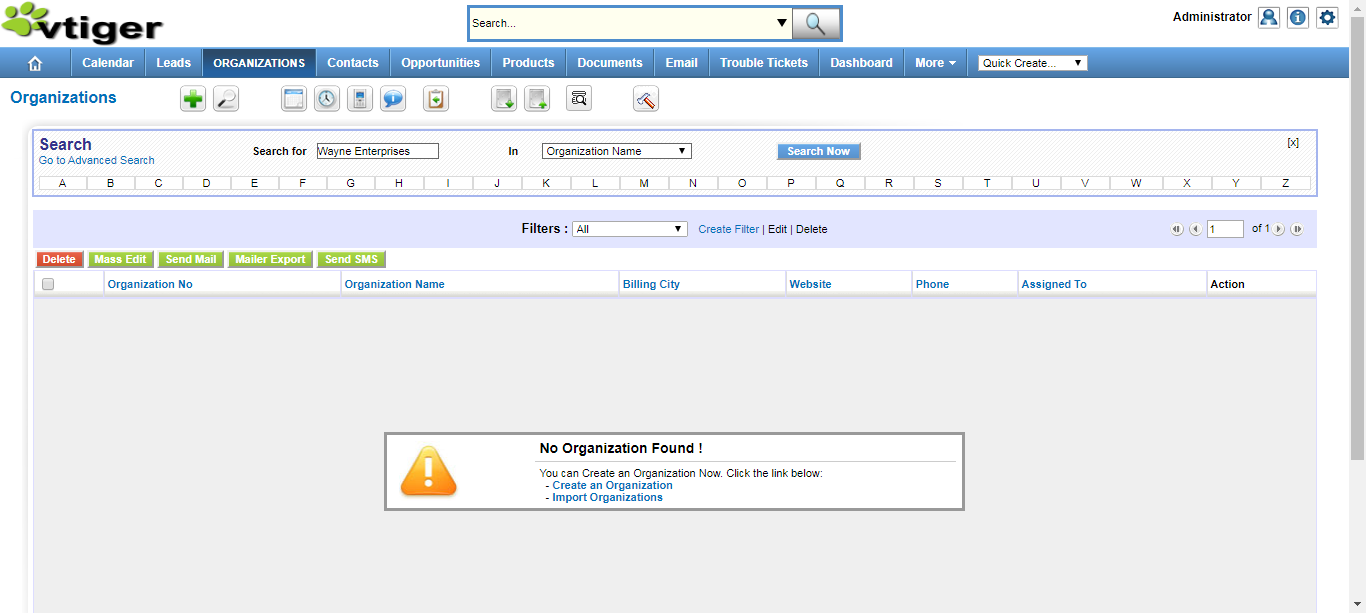 vtiger
Search...
Administrator
Calendar Leads ORGANIZATIONS Contacts Opportunities Products Documents Email Trouble Tickets Dashboard More Quick Create...
Organizations
Search
Go to Advanced Search
Search for Wayne Enterprises In Organization Name Search Now
[X]
A B C D E F G H I J K L M N O P Q R S T U V W X Y Z
Filters : All Create Filter | Edit | Delete
1 of 1
Delete Mass Edit Send Mail Mailer Export Send SMS
Organization No Organization Name Billing City Website Phone Assigned To Action
No Organization Found !
You can Create an Organization Now. Click the link below:
- Create an Organization
- Import Organizations